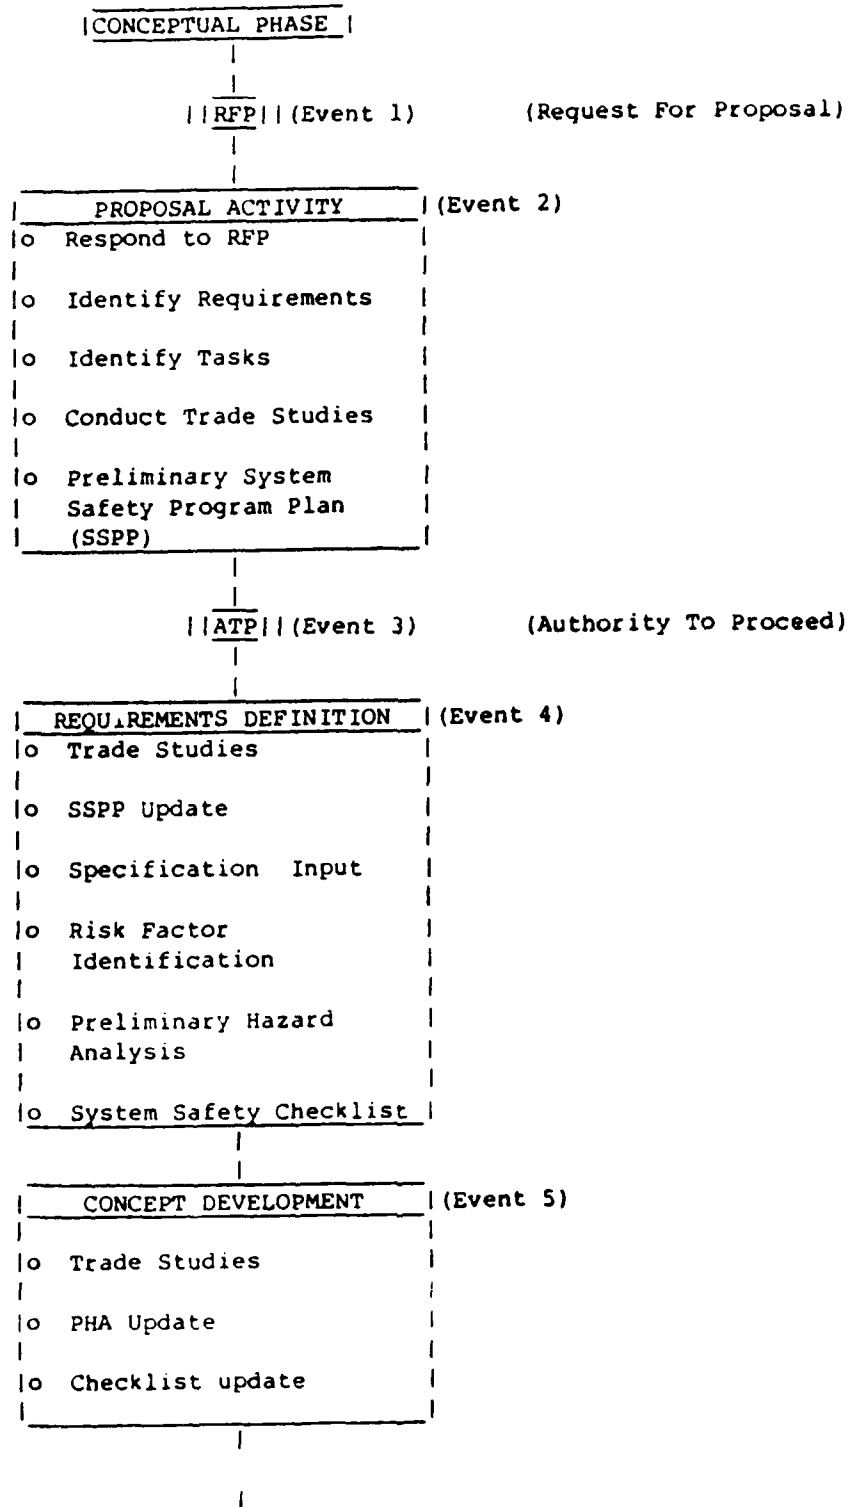 CONCEPTUAL PHASE
||RFP||(Event 1) (Request For Proposal)
PROPOSAL ACTIVITY (Event 2)
o Respond to RFP
o Identify Requirements
o Identify Tasks
o Conduct Trade Studies
o Preliminary System
Safety Program Plan
(SSPP)
||ATP||(Event 3) (Authority To Proceed)
REQUIREMENTS DEFINITION (Event 4)
o Trade Studies
o SSPP Update
o Specification Input
o Risk Factor
Identification
o Preliminary Hazard
Analysis
o System Safety Checklist
CONCEPT DEVELOPMENT (Event 5)
o Trade Studies
o PHA Update
o Checklist update